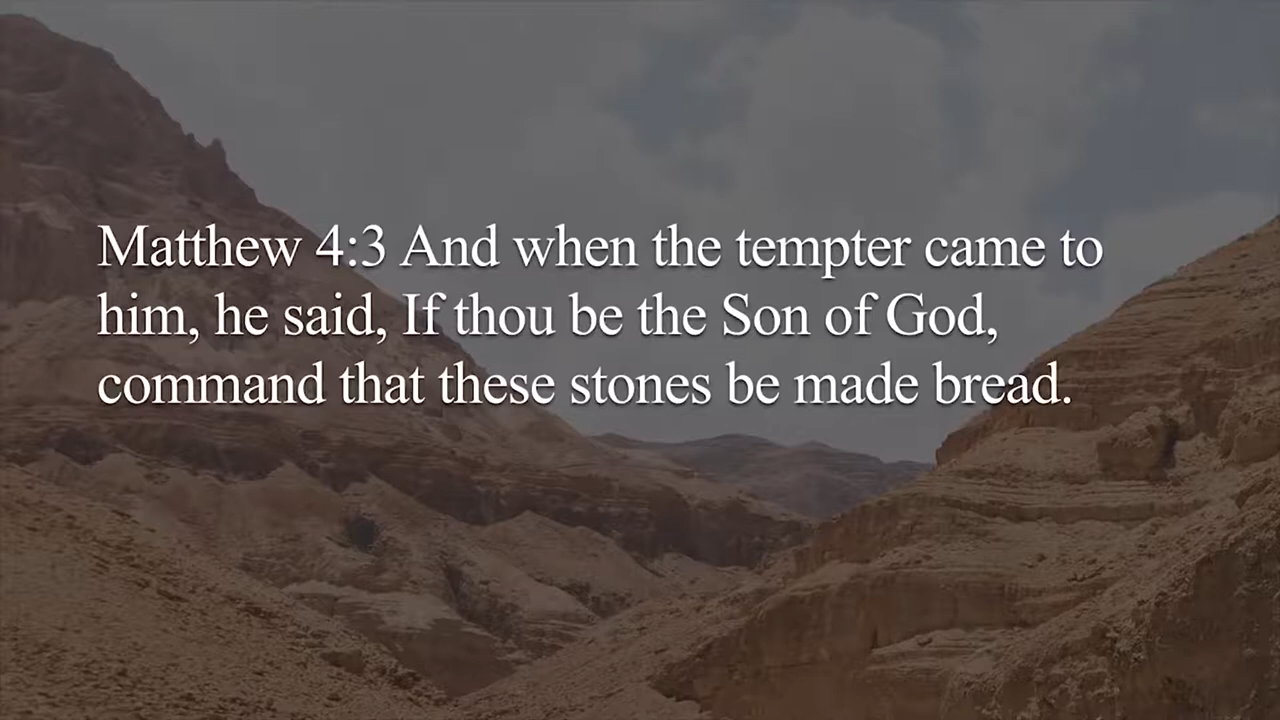 Matthew 4:3 And when the tempter came to
him, he said, If thou be the Son of God,
command that these stones be made bread.